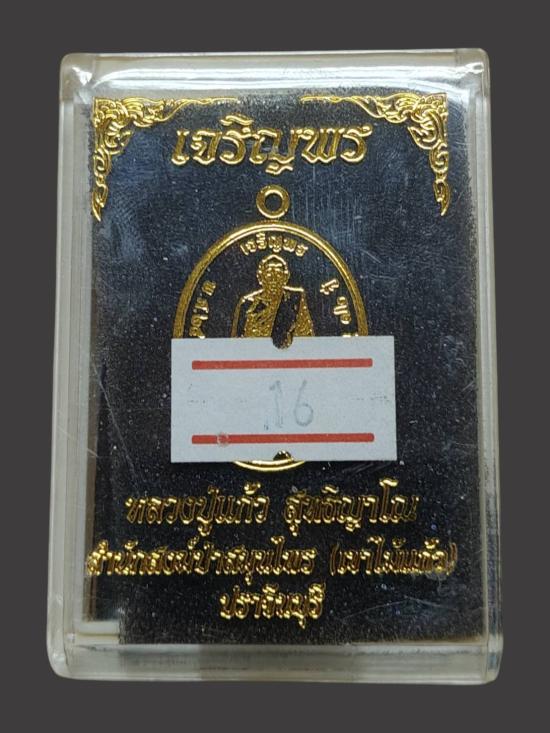 เจริญพร
เจริญพร
16
หลวงปู่แก้ว สุทธิญาโณ
สำนักสงฆ์ป่าสมุนไพร (เขาไม้แก้ว)
ปราจีนบุรี